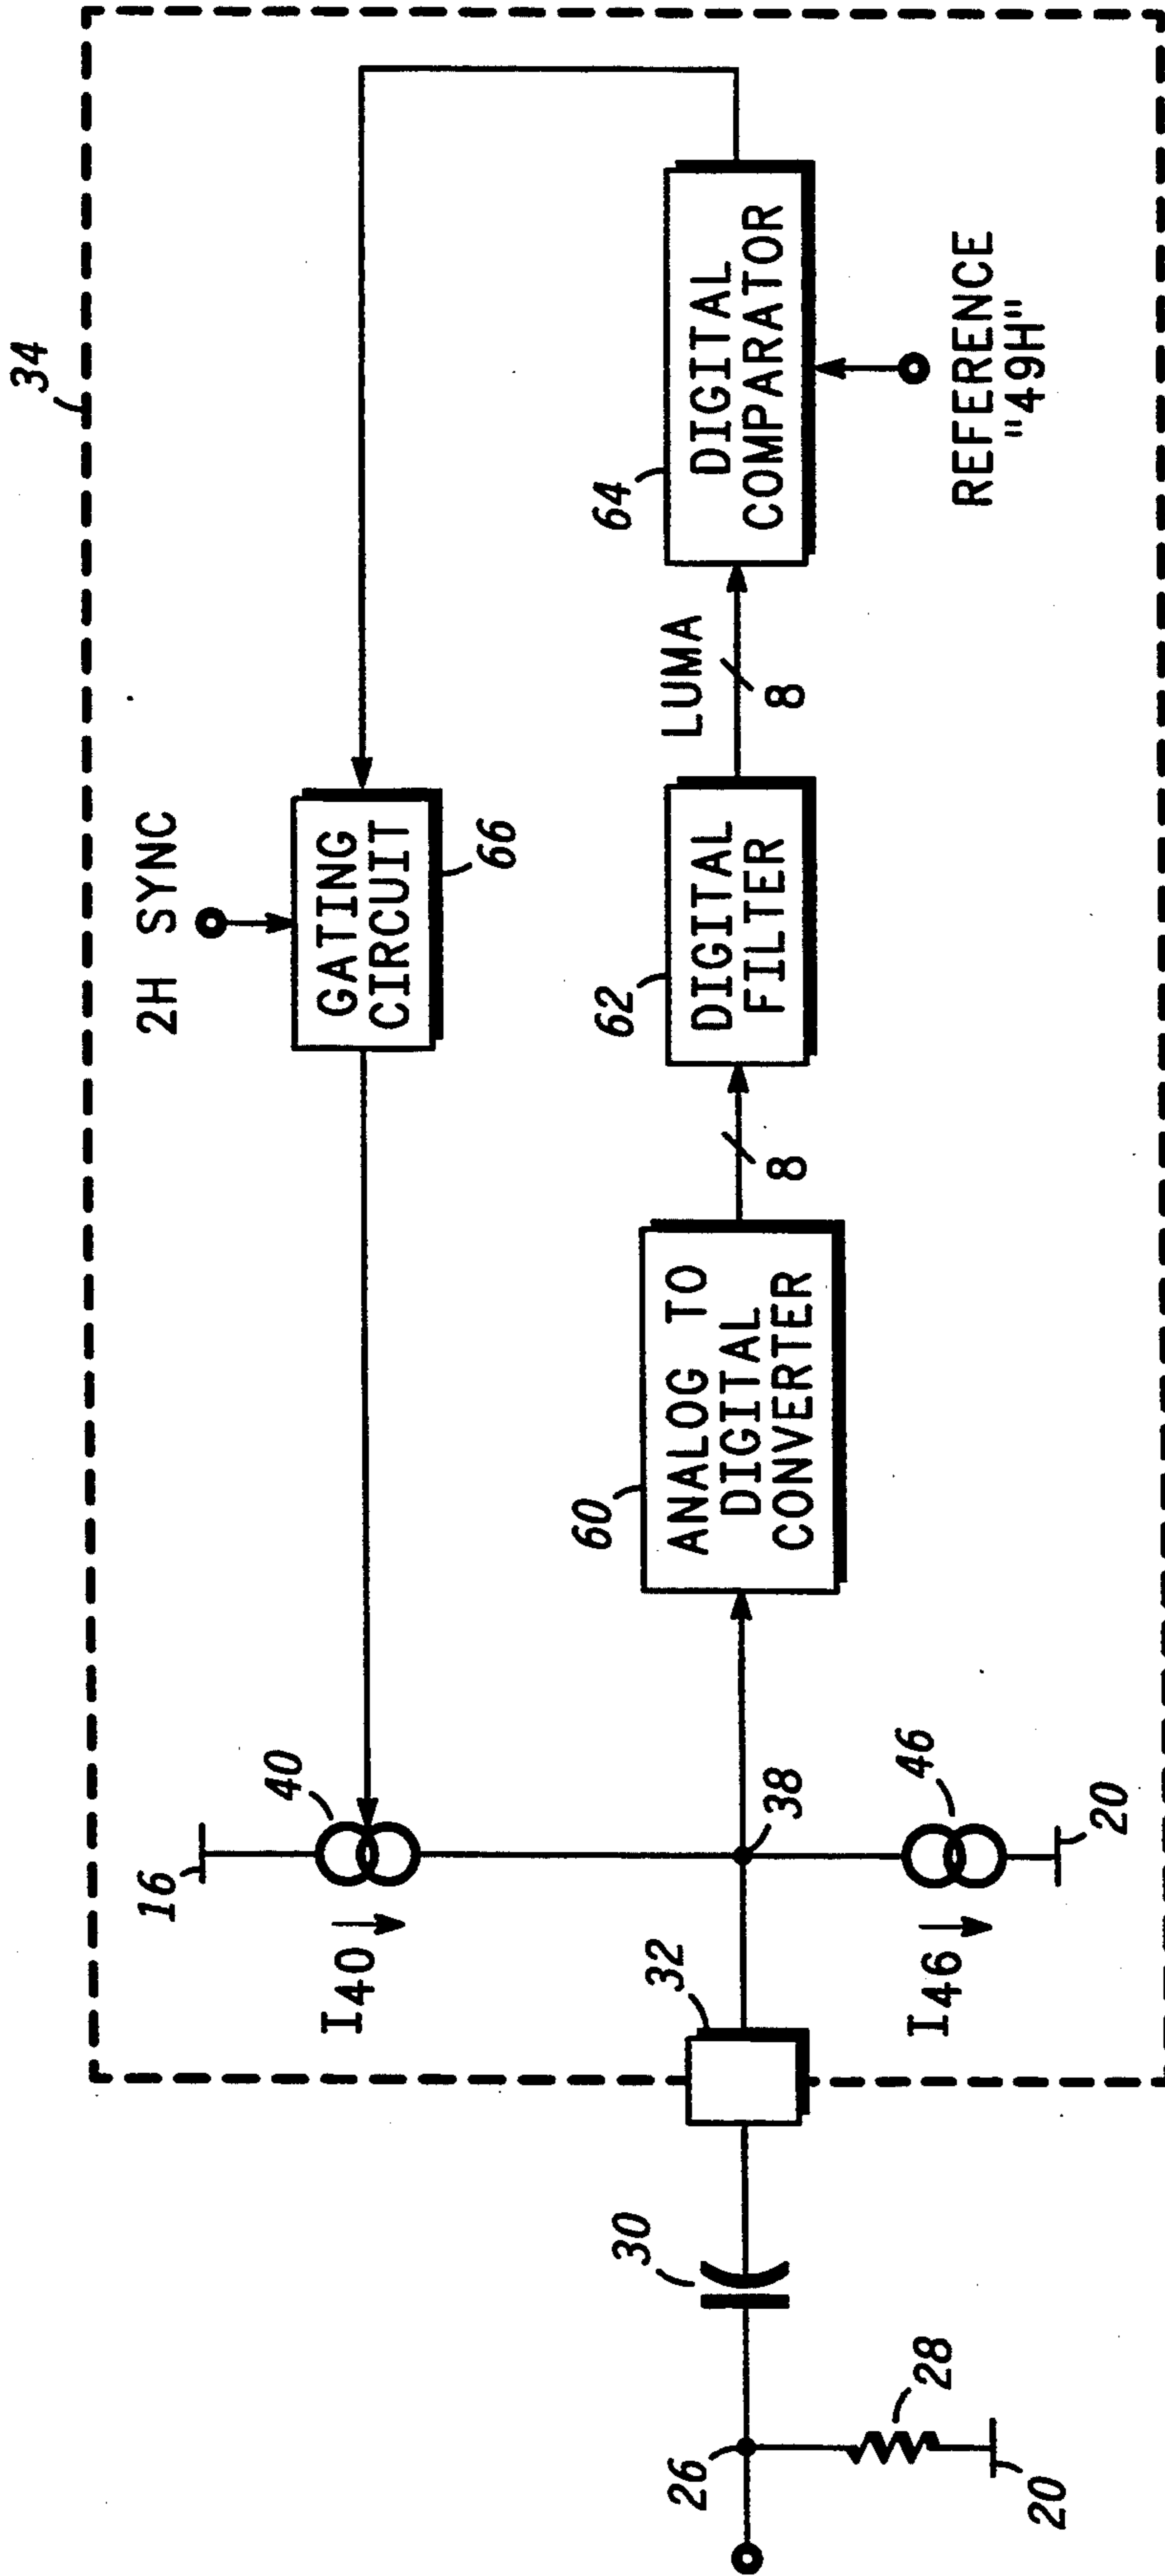 34
2H SYNC
GATING
CIRCUIT
66
16
40
I40
26
28
20
30
32
38
I46
46
20
60
ANALOG TO
DIGITAL
CONVERTER
8
62
DIGITAL
FILTER
LUMA
8
64
DIGITAL
COMPARATOR
REFERENCE
"49H"